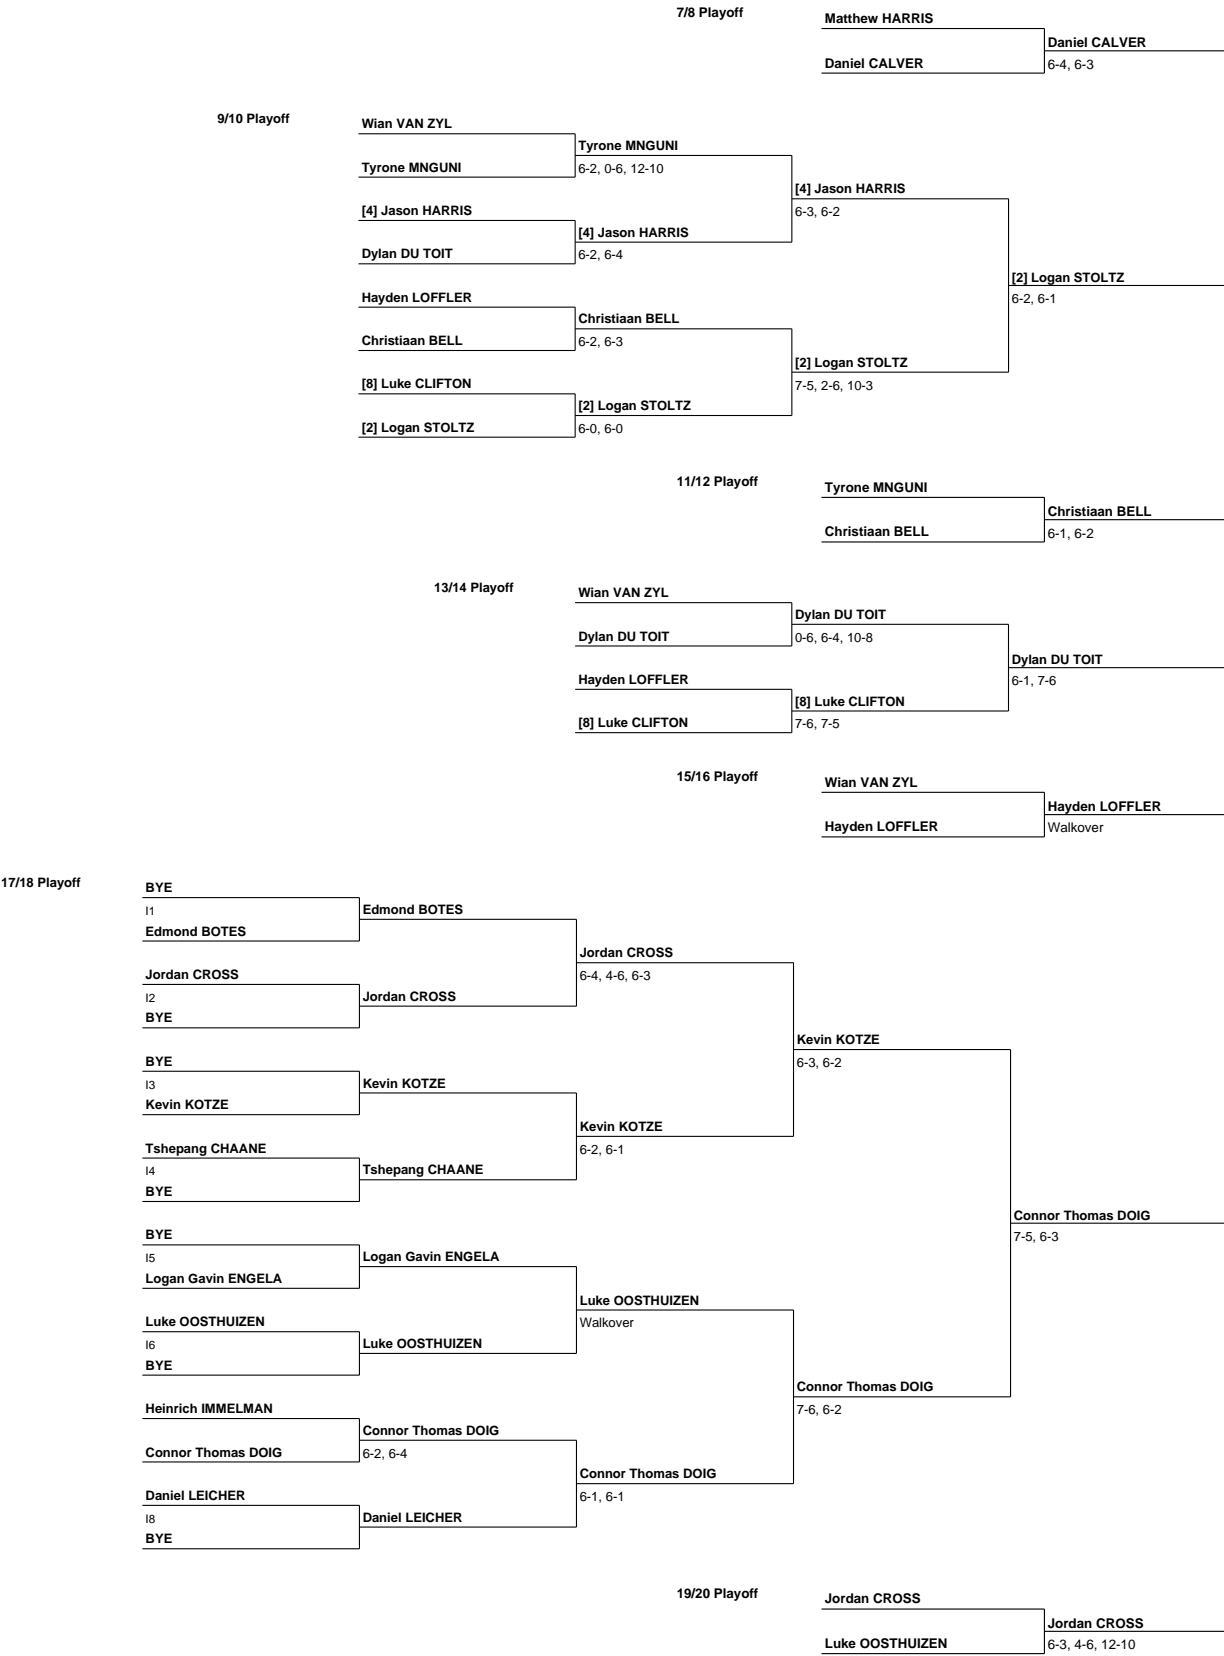 7/8 Playoff
Matthew HARRIS
Daniel CALVER
Daniel CALVER
6-4, 6-3
9/10 Playoff
Wian VAN ZYL
Tyrone MNGUNI
Tyrone MNGUNI
6-2, 0-6, 12-10
[4] Jason HARRIS
6-3, 6-2
[4] Jason HARRIS
[4] Jason HARRIS
Dylan DU TOIT
6-2, 6-4
[2] Logan STOLTZ
6-2, 6-1
Hayden LOFFLER
Christiaan BELL
Christiaan BELL
6-2, 6-3
[2] Logan STOLTZ
7-5, 2-6, 10-3
[8] Luke CLIFTON
[2] Logan STOLTZ
[2] Logan STOLTZ
6-0, 6-0
11/12 Playoff
Tyrone MNGUNI
Christiaan BELL
Christiaan BELL
6-1, 6-2
13/14 Playoff
Wian VAN ZYL
Dylan DU TOIT
Dylan DU TOIT
0-6, 6-4, 10-8
Dylan DU TOIT
6-1, 7-6
Hayden LOFFLER
[8] Luke CLIFTON
[8] Luke CLIFTON
7-6, 7-5
15/16 Playoff
Wian VAN ZYL
Hayden LOFFLER
Hayden LOFFLER
Walkover
17/18 Playoff
BYE
I1
Edmond BOTES
Edmond BOTES
Jordan CROSS
6-4, 4-6, 6-3
Jordan CROSS
I2
Jordan CROSS
BYE
Kevin KOTZE
6-3, 6-2
BYE
I3
Kevin KOTZE
Kevin KOTZE
Kevin KOTZE
6-2, 6-1
Tshepang CHAANE
I4
Tshepang CHAANE
BYE
Connor Thomas DOIG
7-5, 6-3
BYE
I5
Logan Gavin ENGELA
Logan Gavin ENGELA
Luke OOSTHUIZEN
Walkover
Luke OOSTHUIZEN
I6
Luke OOSTHUIZEN
BYE
Connor Thomas DOIG
7-6, 6-2
Heinrich IMMELMAN
Connor Thomas DOIG
Connor Thomas DOIG
6-2, 6-4
Connor Thomas DOIG
6-1, 6-1
Daniel LEICHER
I8
Daniel LEICHER
BYE
19/20 Playoff
Jordan CROSS
Jordan CROSS
Luke OOSTHUIZEN
6-3, 4-6, 12-10